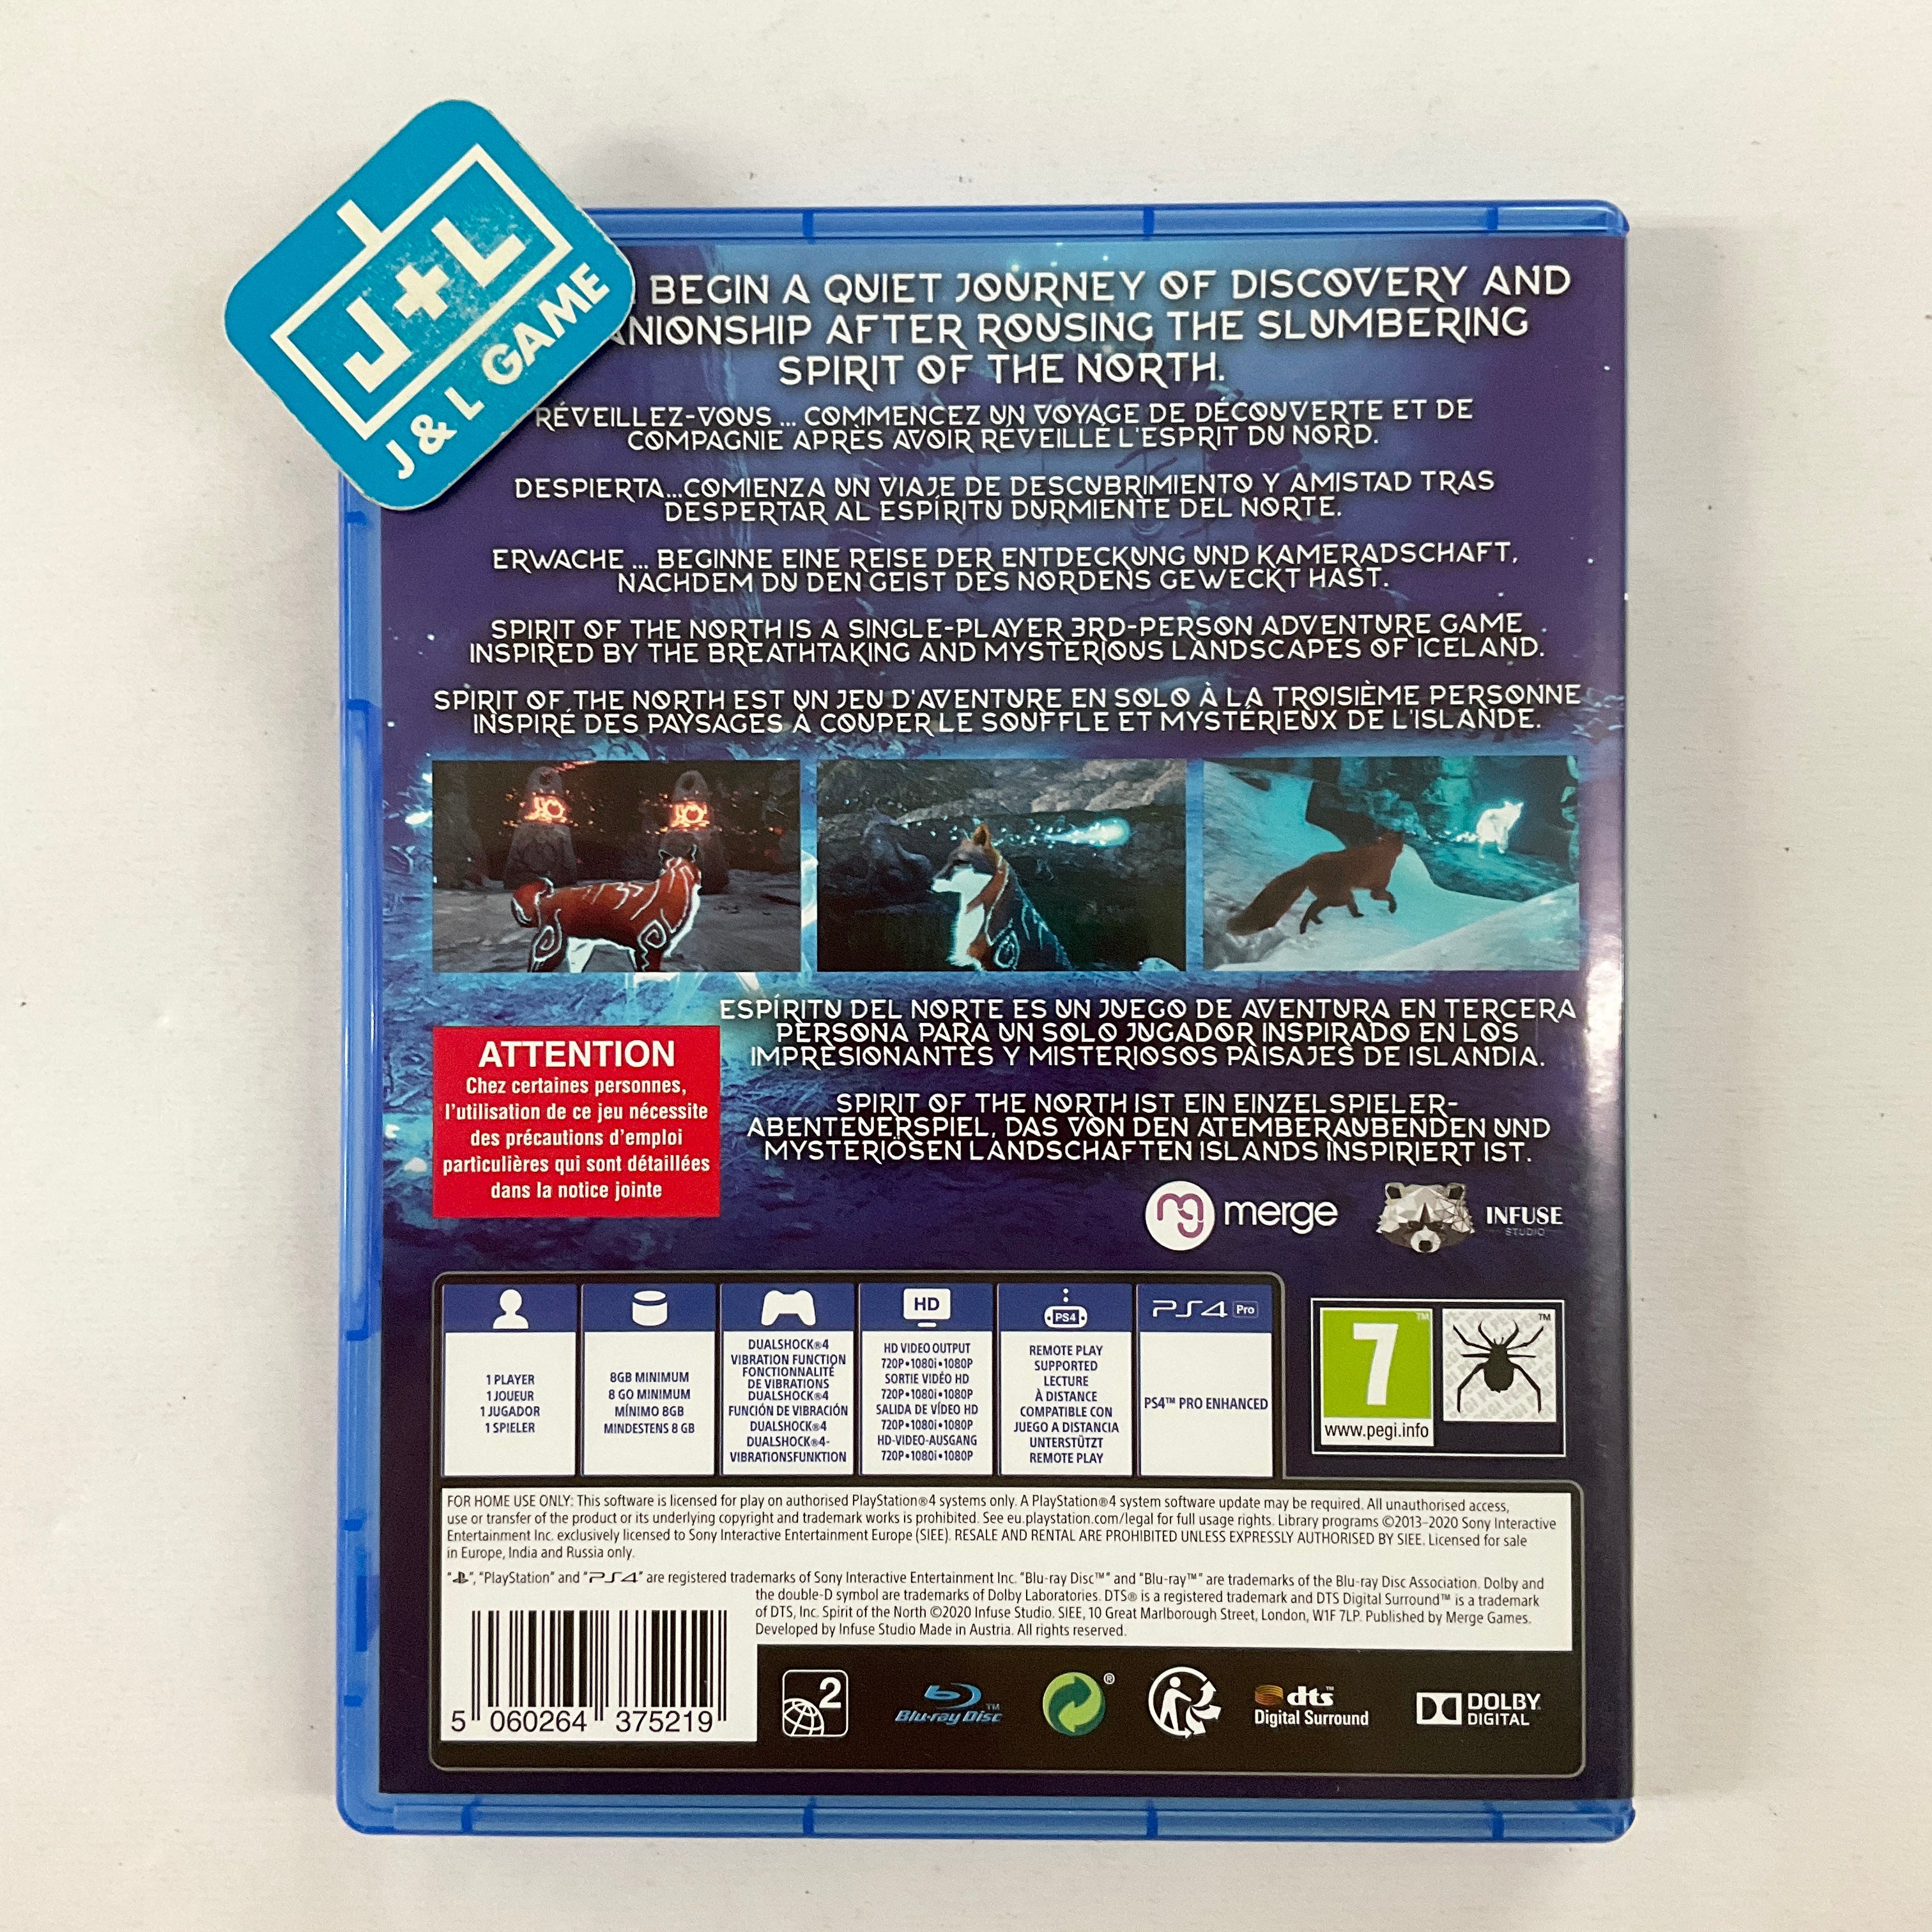 J+L
J & L GAME
BEGIN A QUIET JOURNEY OF DISCOVERY AND
AFTER ROUSING THE SLUMBERING
SPIRIT OF THE NORTH.
RÉVEILLEZ-VOUS ... COMMENCEZ UN VOYAGE DE DÉCOUVERTE ET DE
COMPAGNIE APRÈS AVOIR RÉVEILLÉ L'ESPRIT DU NORD.
DESPIERTA...COMIENZA UN VIAJE DE DESCUBRIMIENTO Y AMISTAD TRAS
DESPERTAR AL ESPÍRITU DURMIENTE DEL NORTE.
ERWACHE ... BEGINNE EINE REISE DER ENTDECKUNG UND KAMERADSCHAFT,
NACHDEM DU DEN GEIST DES NORDENS GEWECKT HAST.
SPIRIT OF THE NORTH IS A SINGLE-PLAYER 3RD-PERSON ADVENTURE GAME
INSPIRED BY THE BREATHTAKING AND MYSTERIOUS LANDSCAPES OF ICELAND.
SPIRIT OF THE NORTH EST UN JEU D'AVENTURE EN SOLO À LA TROISIÈME PERSONNE
INSPIRÉ DES PAYSAGES À COUPER LE SOUFFLE ET MYSTÉRIEUX DE L'ISLANDE.
ESPÍRITU DEL NORTE ES UN JUEGO DE AVENTURA EN TERCERA
PERSONA PARA UN SOLO JUGADOR INSPIRADO EN LOS
IMPRESIONANTES Y MISTERIOSOS PAISAJES DE ISLANDIA.
ATTENTION
Chez certaines personnes,
l'utilisation de ce jeu nécessite
des précautions d'emploi
particulières qui sont détaillées
dans la notice jointe
SPIRIT OF THE NORTH IST EIN EINZELSPIELER-
ABENTEUERSPIEL, DAS VON DEN ATEMBERAUBENDEN UND
MYSTERIÖSEN LANDSCHAFTEN ISLANDS INSPIRIERT IST.
mg merge
INFUSE
STUDIO
1 PLAYER
1 JOUEUR
1 JUGADOR
1 SPIELER
8GB MINIMUM
8 GO MINIMUM
MÍNIMO 8GB
MINDESTENS 8 GB
DUALSHOCK®4
VIBRATION FUNCTION
FONCTIONNALITÉ
DE VIBRATIONS
DUALSHOCK®4
FUNCIÓN DE VIBRACIÓN
DUALSHOCK®4
DUALSHOCK®4-
VIBRATIONSFUNKTION
HD
HD VIDEO OUTPUT
720P•1080i•1080P
SORTIE VIDÉO HD
720P•1080i•1080P
SALIDA DE VÍDEO HD
720P•1080i•1080P
HD-VIDEO-AUSGANG
720P•1080i•1080P
PS4
REMOTE PLAY
SUPPORTED
LECTURE
À DISTANCE
COMPATIBLE CON
JUEGO A DISTANCIA
UNTERSTÜTZT
REMOTE PLAY
PS4 Pro
PS4™ PRO ENHANCED
7™
www.pegi.info
™
FOR HOME USE ONLY: This software is licensed for play on authorised PlayStation®4 systems only. A PlayStation®4 system software update may be required. All unauthorised access,
use or transfer of the product or its underlying copyright and trademark works is prohibited. See eu.playstation.com/legal for full usage rights. Library programs ©2013-2020 Sony Interactive
Entertainment Inc. exclusively licensed to Sony Interactive Entertainment Europe (SIEE). RESALE AND RENTAL ARE PROHIBITED UNLESS EXPRESSLY AUTHORISED BY SIEE. Licensed for sale
in Europe, India and Russia only.
"PS", "PlayStation" and "PS4" are registered trademarks of Sony Interactive Entertainment Inc. "Blu-ray Disc™" and "Blu-ray™" are trademarks of the Blu-ray Disc Association. Dolby and
the double-D symbol are trademarks of Dolby Laboratories. DTS® is a registered trademark and DTS Digital Surround™ is a trademark
of DTS, Inc. Spirit of the North ©2020 Infuse Studio. SIEE, 10 Great Marlborough Street, London, W1F 7LP. Published by Merge Games.
Developed by Infuse Studio Made in Austria. All rights reserved.
5 060264 375219
2
Blu-ray Disc™
®
dts™
Digital Surround
DOLBY
DIGITAL